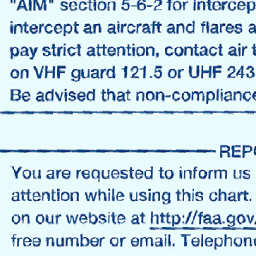 "AIM" section 5-6-2 for intercep
intercept an aircraft and flares a
pay strict attention, contact air t
on VHF guard 121.5 or UHF 243
Be advised that non-compliance
REPO
You are requested to inform us
attention while using this chart.
on our website at http://faa.gov/
free number or email. Telephone